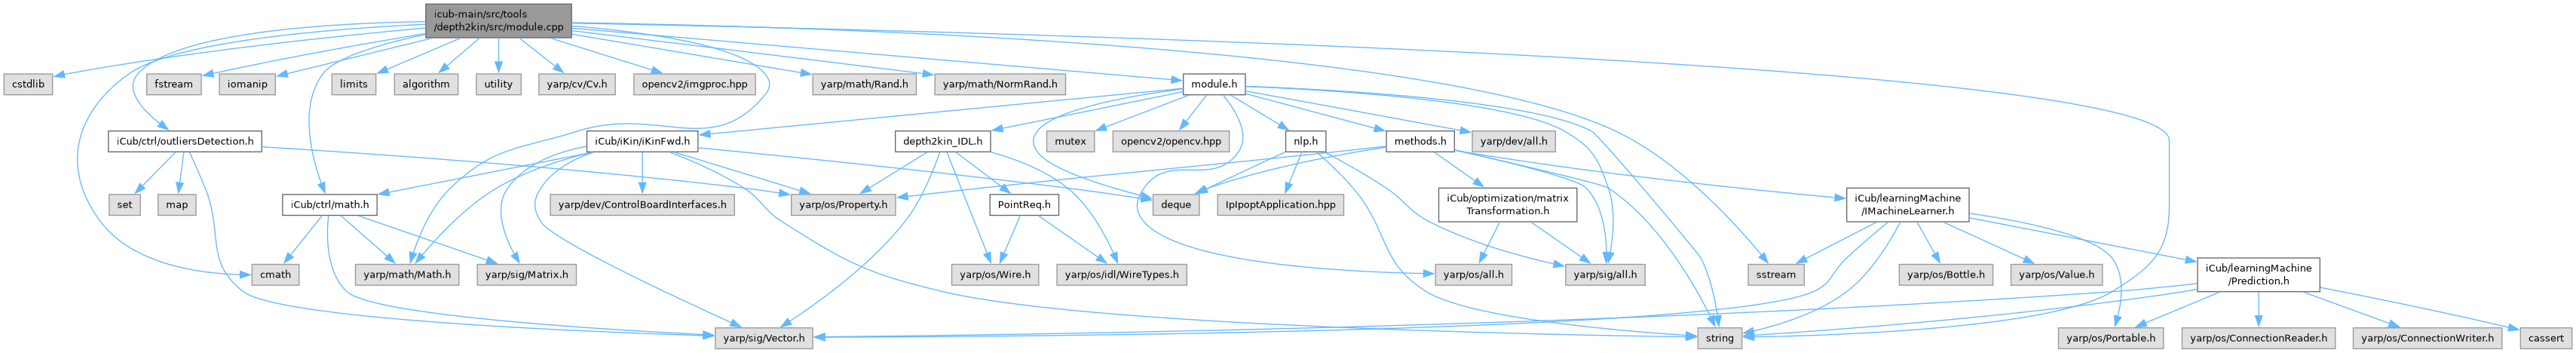 icub-main/src/tools
/depth2kin/src/module.cpp
cstdlib
fstream
iomanip
limits
algorithm
utility
yarp/cv/Cv.h
opencv2/imgproc.hpp
yarp/math/Rand.h
yarp/math/NormRand.h
module.h
iCub/ctrl/outliersDetection.h
iCub/iKin/iKinFwd.h
depth2kin_IDL.h
mutex
opencv2/opencv.hpp
nlp.h
methods.h
yarp/dev/all.h
set
map
iCub/ctrl/math.h
yarp/dev/ControlBoardInterfaces.h
yarp/os/Property.h
PointReq.h
deque
IpIpoptApplication.hpp
iCub/optimization/matrix
Transformation.h
iCub/learningMachine
/IMachineLearner.h
cmath
yarp/math/Math.h
yarp/sig/Matrix.h
yarp/os/Wire.h
yarp/os/idl/WireTypes.h
yarp/os/all.h
yarp/sig/all.h
sstream
yarp/os/Bottle.h
yarp/os/Value.h
iCub/learningMachine
/Prediction.h
yarp/sig/Vector.h
string
yarp/os/Portable.h
yarp/os/ConnectionReader.h
yarp/os/ConnectionWriter.h
cassert